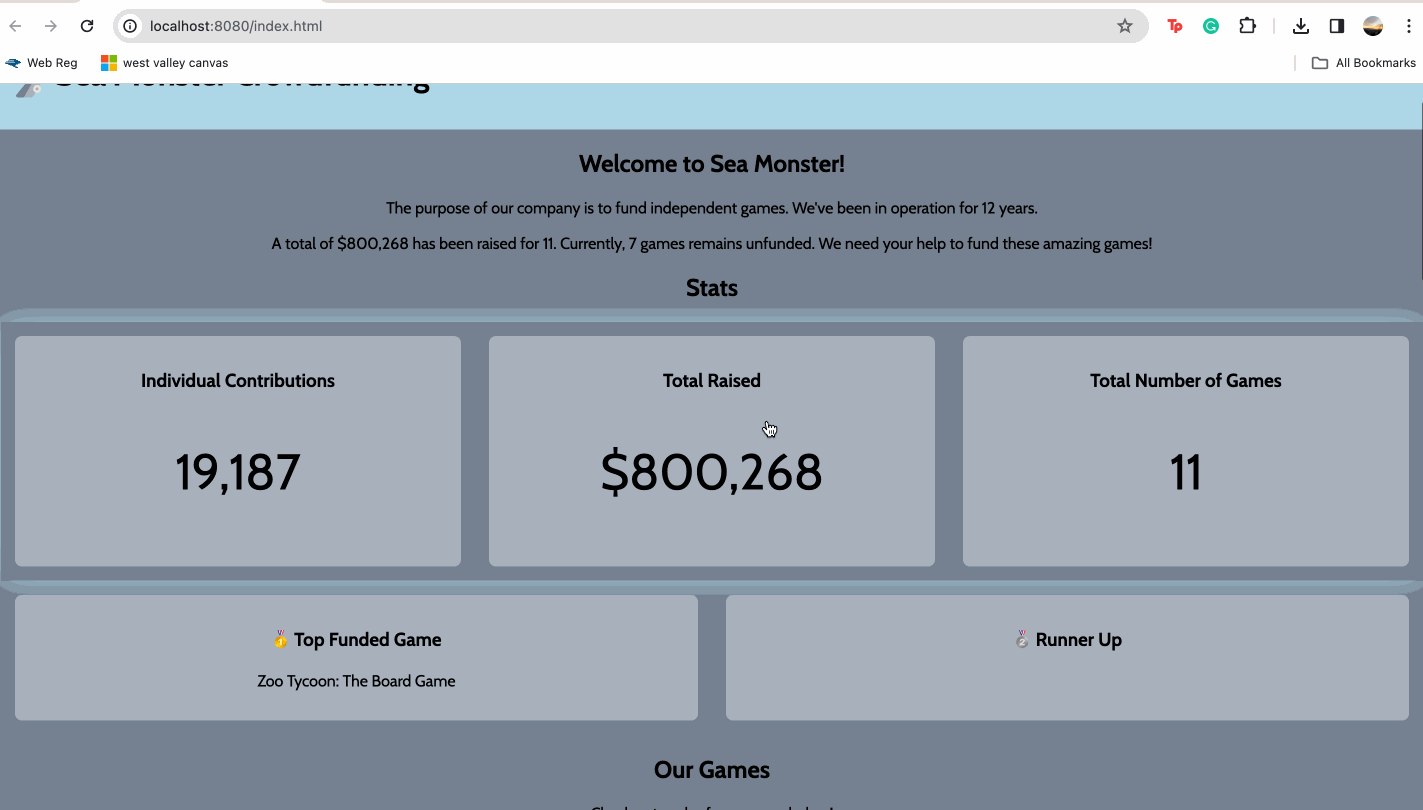 localhost:8080/index.html
Tp
G
Web Reg
west valley canvas
All Bookmarks
Sea Monster Crowdfunding
Welcome to Sea Monster!
The purpose of our company is to fund independent games. We've been in operation for 12 years.
A total of $800,268 has been raised for 11. Currently, 7 games remains unfunded. We need your help to fund these amazing games!
Stats
Individual Contributions
Total Raised
Total Number of Games
19,187
$800,268
11
🥇 Top Funded Game
🥈 Runner Up
Zoo Tycoon: The Board Game
Our Games